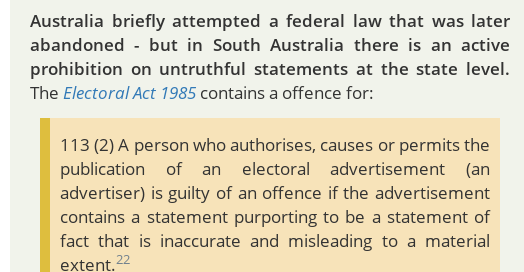 Australia briefly attempted a federal law that was later
abandoned - but in South Australia there is an active
prohibition on untruthful statements at the state level.
The Electoral Act 1985 contains a offence for:
113 (2) A person who authorises, causes or permits the
publication of an electoral advertisement (an
advertiser) is guilty of an offence if the advertisement
contains a statement purporting to be a statement of
fact that is inaccurate and misleading to a material
extent.22